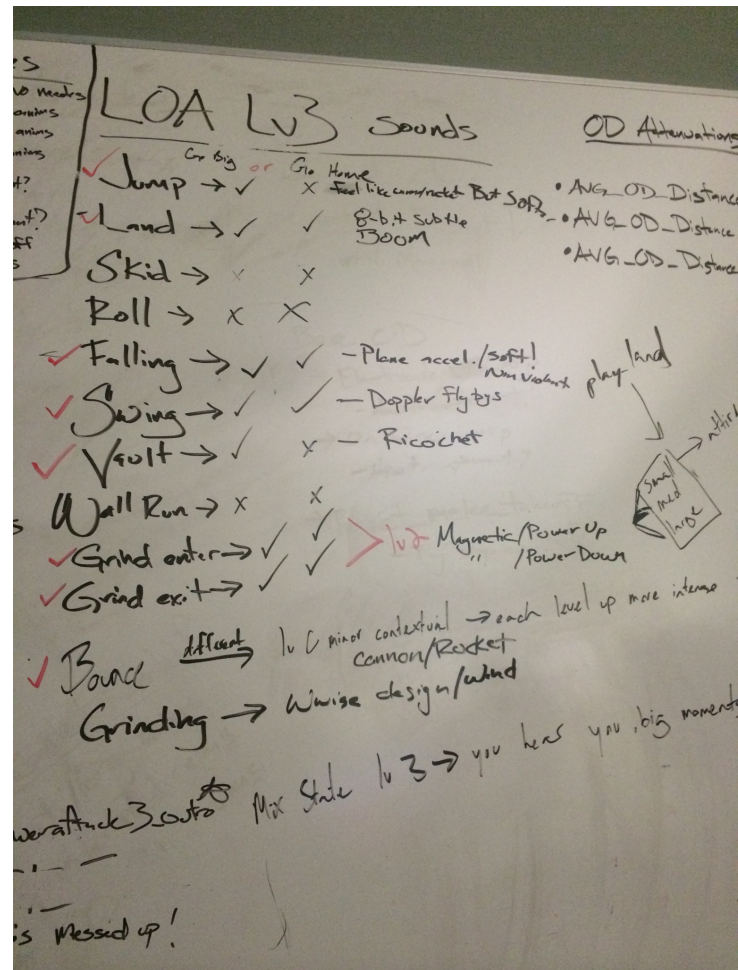 LOA Lv3 Sounds
Go Big or Go Home
✓ Jump → ✓ x Feel like cannon/rocket But Soft
✓ Land → ✓ ✓ 8-bit subtle
BOOM
Skid → x x
Roll → x x
✓ Falling → ✓ ✓ – Plane accel./soft!
non violent
✓ Swing → ✓ ✓ – Doppler flybys
✓ Vault → ✓ x – Ricochet
Wall Run → x x
✓ Grind enter → ✓ ✓ > lv2 Magnetic/Power Up
✓ Grind exit → ✓ ✓ " /Power Down
✓ Bounce different → lv minor contextual → each level up more intense
Cannon/Rocket
Grinding → Wwise design/wind
Mix State lv 3 → you hear you, big moments
is messed up!
OD Attenuations
• AVG_OD_Distance
• AVG_OD_Distance
• AVG_OD_Distance
play-land
small
med
large